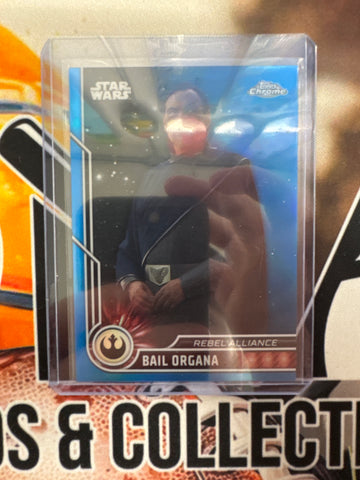 STAR
WARS
Topps
Chrome
REBEL ALLIANCE
BAIL ORGANA
DS & COLLECT